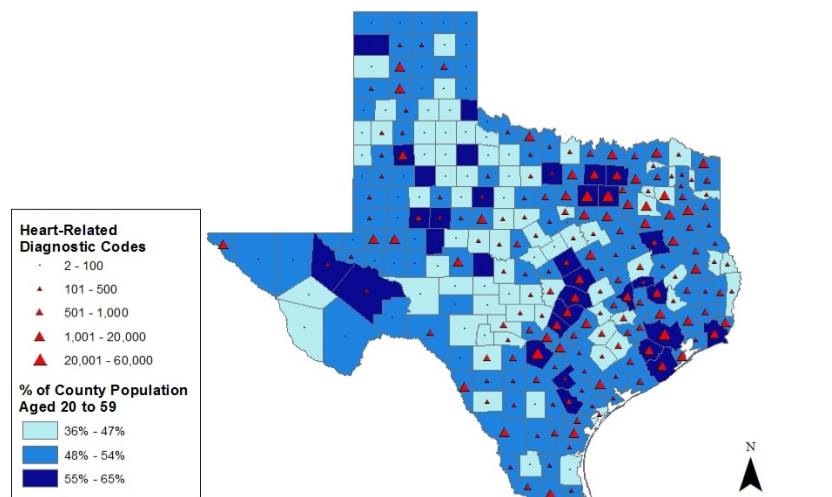 Heart-Related
Diagnostic Codes
2 - 100
101 - 500
501 - 1,000
1,001 - 20,000
20,001 - 60,000
% of County Population
Aged 20 to 59
36% - 47%
48% - 54%
55% - 65%
N